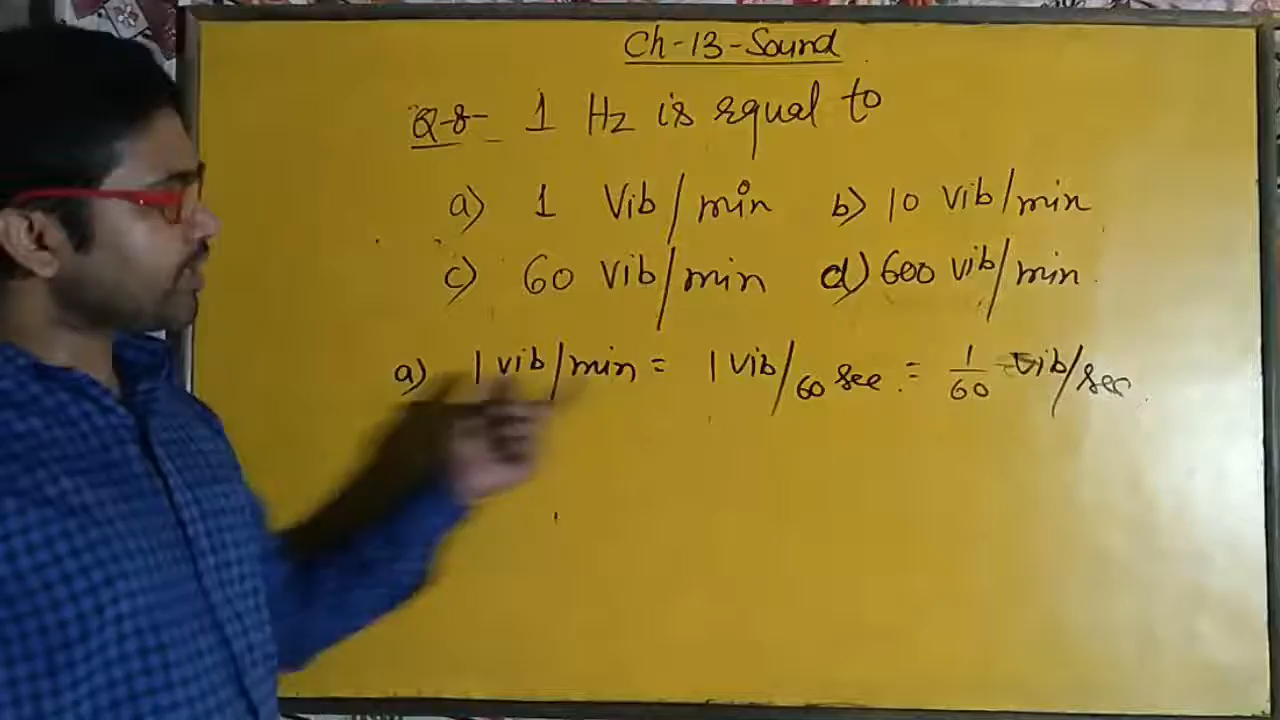 Ch-13-Sound
Q-8- 1 Hz is equal to
a) 1 Vib/min b) 10 Vib/min
c) 60 vib/min d) 600 vib/min.
a) 1 vib/min = 1 vib/60 sec. = 1/60 vib/sec.